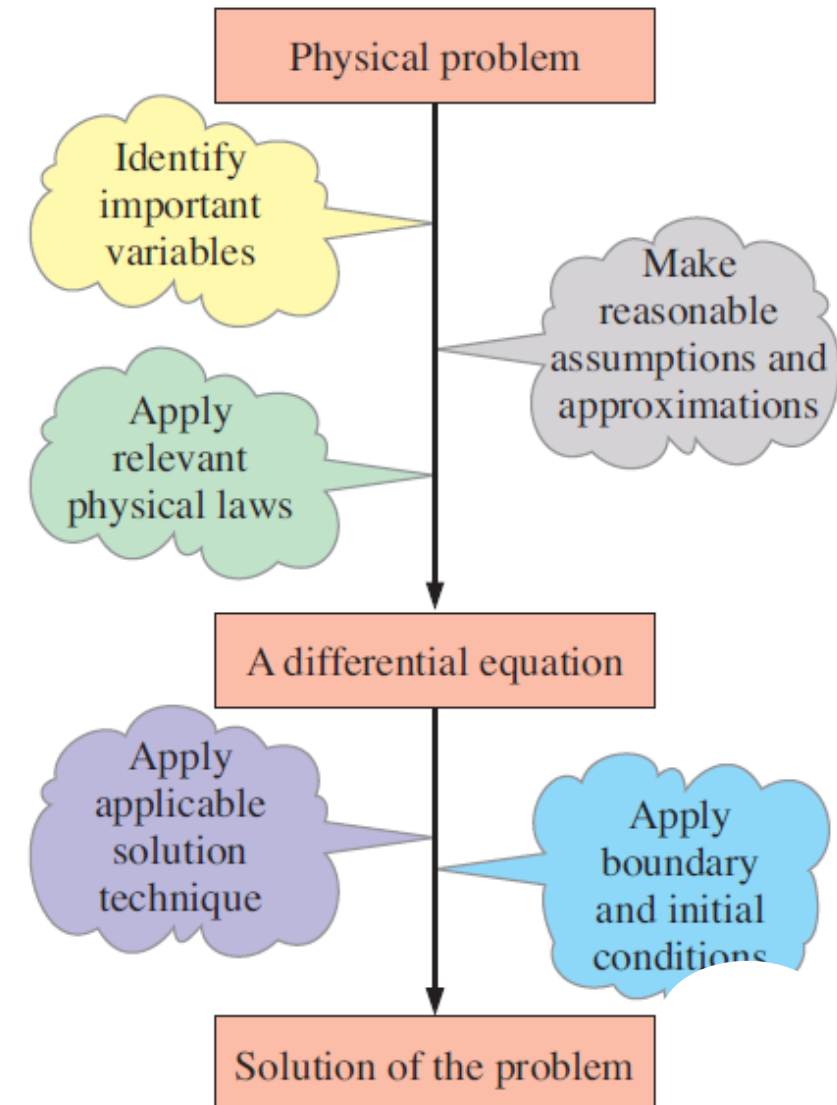 Physical problem
Identify
important
variables
Make
reasonable
assumptions and
approximations
Apply
relevant
physical laws
A differential equation
Apply
applicable
solution
technique
Apply
boundary
and initial
conditions
Solution of the problem